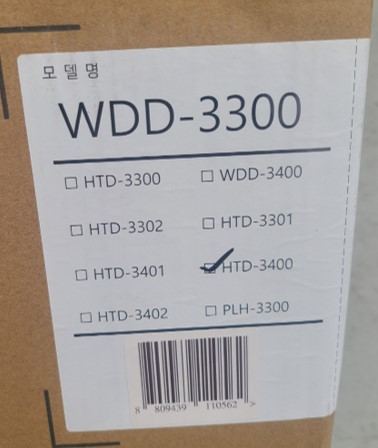 모델명
WDD-3300
☐ HTD-3300 ☐ WDD-3400
☐ HTD-3302 ☐ HTD-3301
☐ HTD-3401 ☑ HTD-3400
☐ HTD-3402 ☐ PLH-3300
8 809439 110562 >